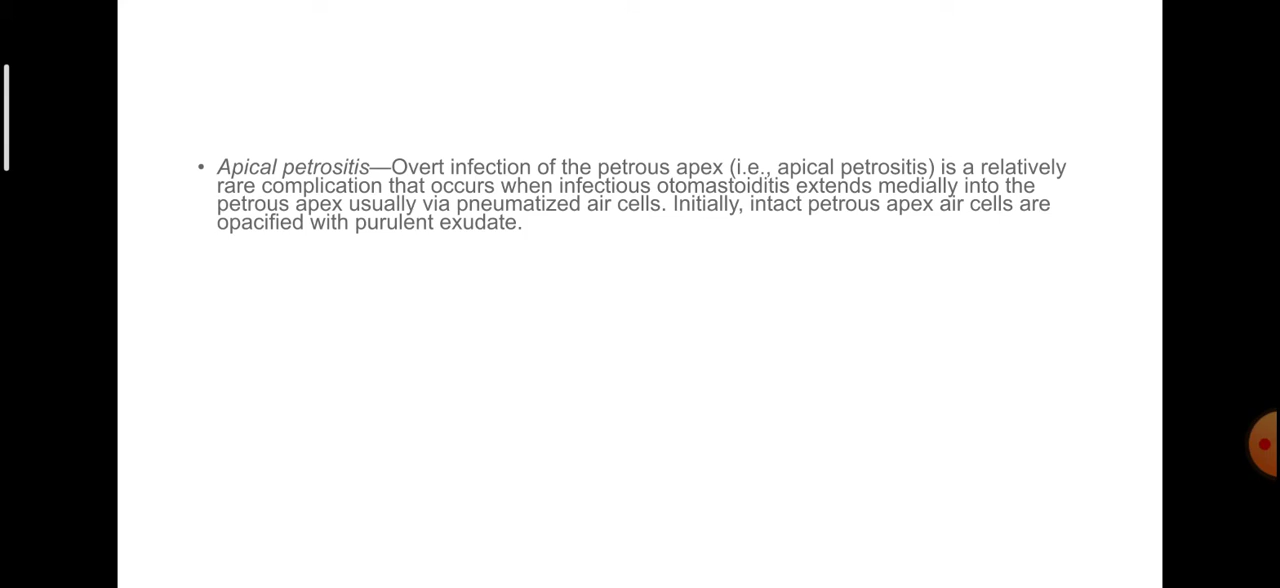 • Apical petrositis—Overt infection of the petrous apex (i.e., apical petrositis) is a relatively
rare complication that occurs when infectious otomastoiditis extends medially into the
petrous apex usually via pneumatized air cells. Initially, intact petrous apex air cells are
opacified with purulent exudate.